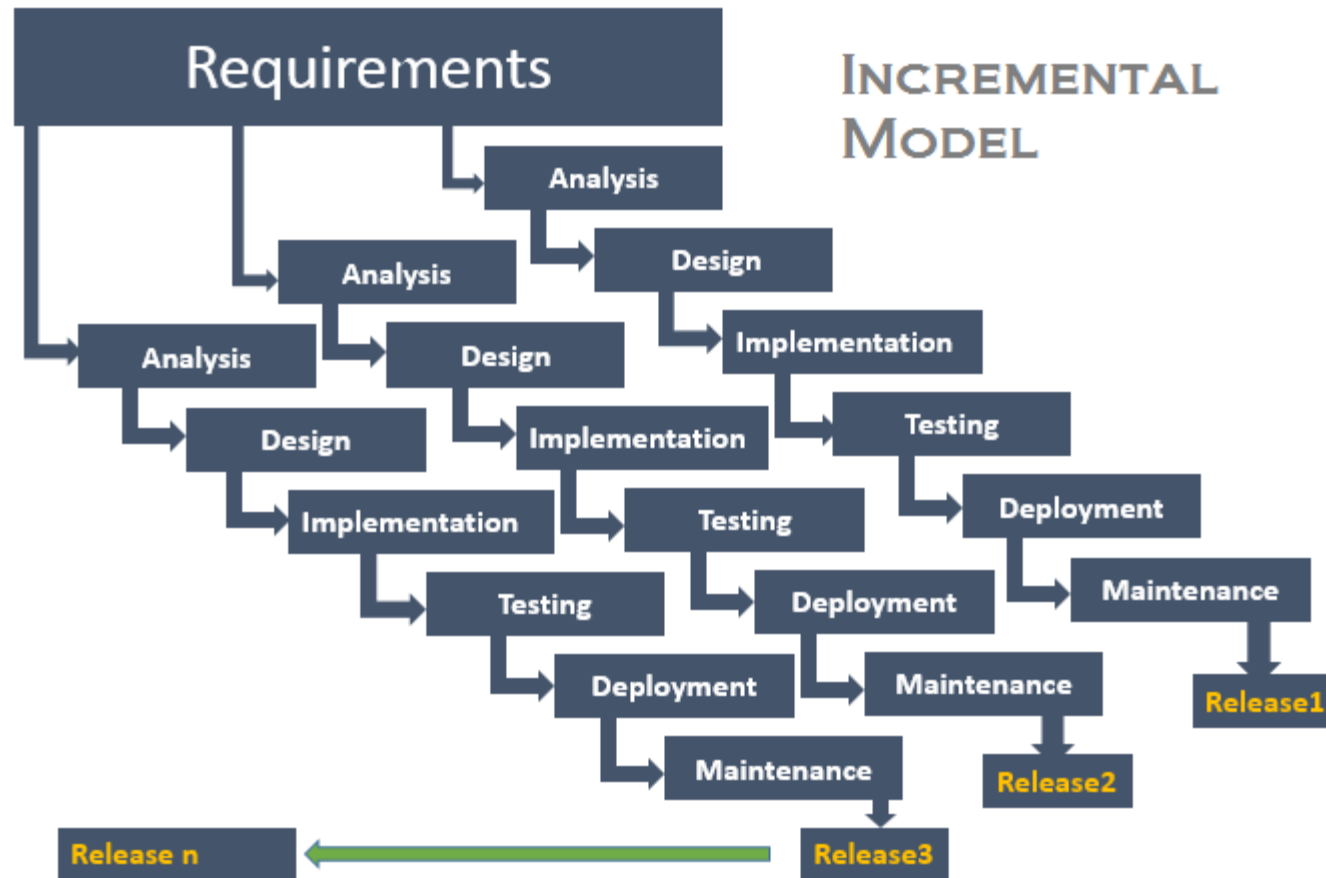 Requirements
INCREMENTAL
MODEL
Analysis
Design
Implementation
Testing
Deployment
Maintenance
Release1
Analysis
Design
Implementation
Testing
Deployment
Maintenance
Release2
Analysis
Design
Implementation
Testing
Deployment
Maintenance
Release3
Release n